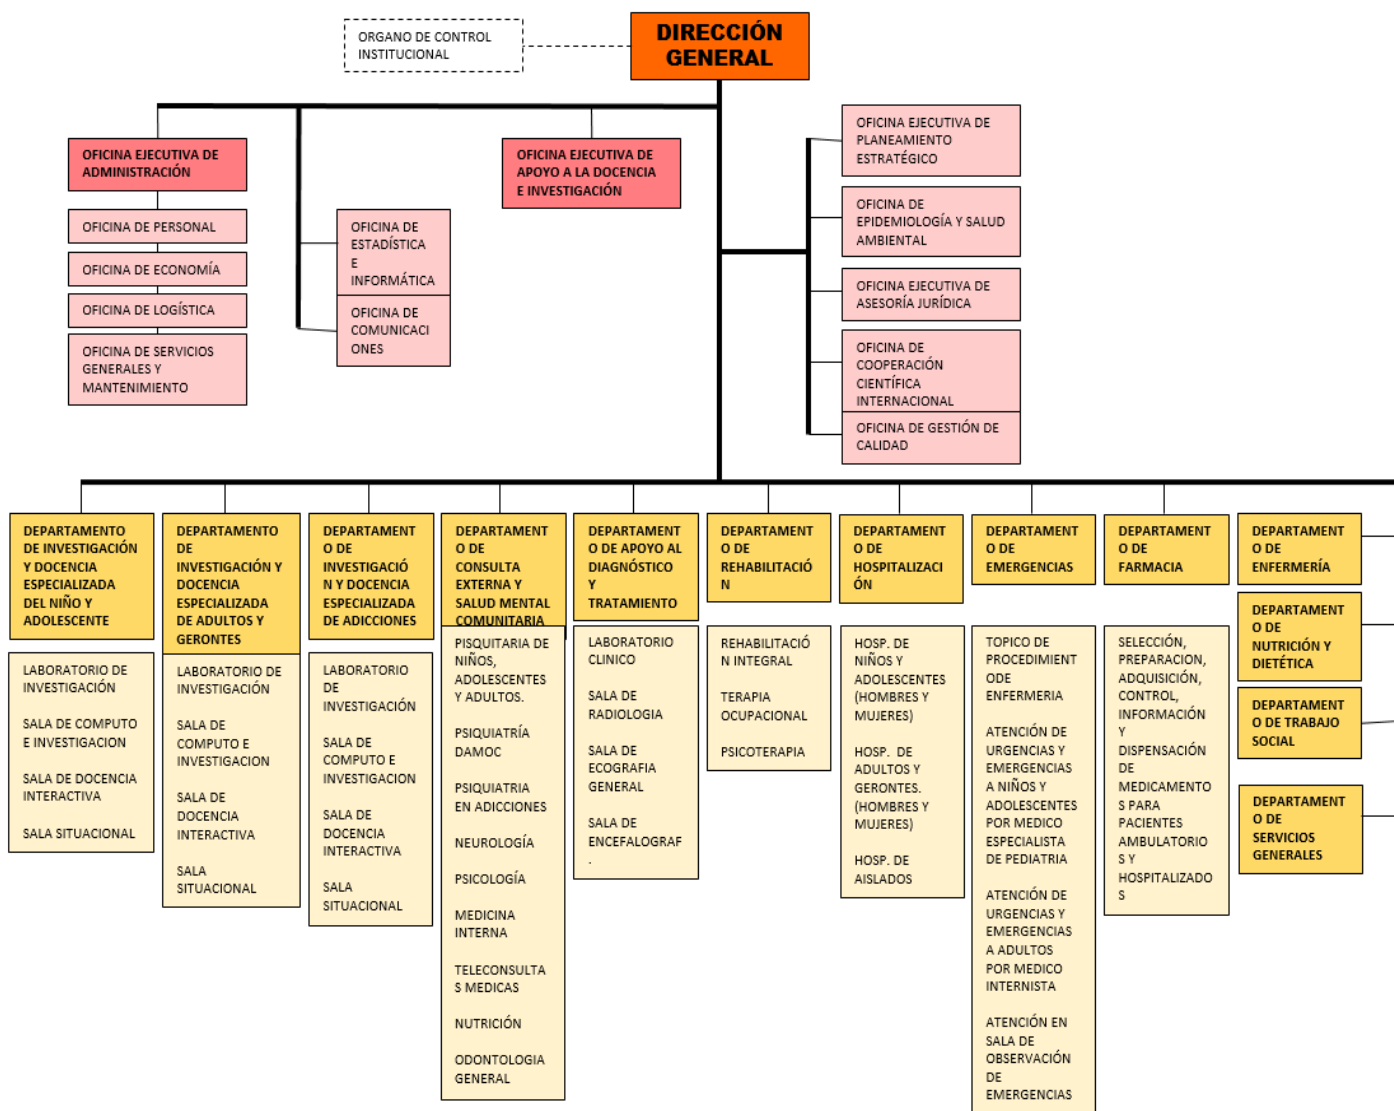 ORGANO DE CONTROL
INSTITUCIONAL
DIRECCIÓN
GENERAL
OFICINA EJECUTIVA DE
ADMINISTRACIÓN
OFICINA DE PERSONAL
OFICINA DE ECONOMÍA
OFICINA DE LOGÍSTICA
OFICINA DE SERVICIOS
GENERALES Y
MANTENIMIENTO
OFICINA DE
ESTADÍSTICA
E
INFORMÁTICA
OFICINA DE
COMUNICACI
ONES
OFICINA EJECUTIVA DE
APOYO A LA DOCENCIA
E INVESTIGACIÓN
OFICINA EJECUTIVA DE
PLANEAMIENTO
ESTRATÉGICO
OFICINA DE
EPIDEMIOLOGÍA Y SALUD
AMBIENTAL
OFICINA EJECUTIVA DE
ASESORÍA JURÍDICA
OFICINA DE
COOPERACIÓN
CIENTÍFICA
INTERNACIONAL
OFICINA DE GESTIÓN DE
CALIDAD
DEPARTAMENTO
DE INVESTIGACIÓN
Y DOCENCIA
ESPECIALIZADA
DEL NIÑO Y
ADOLESCENTE
LABORATORIO DE
INVESTIGACIÓN
SALA DE COMPUTO
E INVESTIGACION
SALA DE DOCENCIA
INTERACTIVA
SALA SITUACIONAL
DEPARTAMENTO
DE
INVESTIGACIÓN Y
DOCENCIA
ESPECIALIZADA
DE ADULTOS Y
GERONTES
LABORATORIO DE
INVESTIGACIÓN
SALA DE
COMPUTO E
INVESTIGACION
SALA DE
DOCENCIA
INTERACTIVA
SALA
SITUACIONAL
DEPARTAMENT
O DE
INVESTIGACIÓ
N Y DOCENCIA
ESPECIALIZADA
DE ADICCIONES
LABORATORIO
DE
INVESTIGACIÓN
SALA DE
COMPUTO E
INVESTIGACION
SALA DE
DOCENCIA
INTERACTIVA
SALA
SITUACIONAL
DEPARTAMENT
O DE
CONSULTA
EXTERNA Y
SALUD MENTAL
COMUNITARIA
PISQUITARIA DE
NIÑOS,
ADOLESCENTES
Y ADULTOS.
PSIQUIATRÍA
DAMOC
PSIQUIATRIA
EN ADICCIONES
NEUROLOGÍA
PSICOLOGÍA
MEDICINA
INTERNA
TELECONSULTA
S MEDICAS
NUTRICIÓN
ODONTOLOGIA
GENERAL
DEPARTAMENT
O DE APOYO AL
DIAGNÓSTICO
Y
TRATAMIENTO
LABORATORIO
CLINICO
SALA DE
RADIOLOGIA
SALA DE
ECOGRAFIA
GENERAL
SALA DE
ENCEFALOGRAF
.
DEPARTAMENT
O DE
REHABILITACIÓ
N
REHABILITACIÓ
N INTEGRAL
TERAPIA
OCUPACIONAL
PSICOTERAPIA
DEPARTAMENT
O DE
HOSPITALIZACI
ÓN
HOSP. DE
NIÑOS Y
ADOLESCENTES
(HOMBRES Y
MUJERES)
HOSP. DE
ADULTOS Y
GERONTES.
(HOMBRES Y
MUJERES)
HOSP. DE
AISLADOS
DEPARTAMENT
O DE
EMERGENCIAS
TOPICO DE
PROCEDIMIENT
ODE
ENFERMERIA
ATENCIÓN DE
URGENCIAS Y
EMERGENCIAS
A NIÑOS Y
ADOLESCENTES
POR MEDICO
ESPECIALISTA
DE PEDIATRIA
ATENCIÓN DE
URGENCIAS Y
EMERGENCIAS
A ADULTOS
POR MEDICO
INTERNISTA
ATENCIÓN EN
SALA DE
OBSERVACIÓN
DE
EMERGENCIAS
DEPARTAMENT
O DE
FARMACIA
SELECCIÓN,
PREPARACION,
ADQUISICIÓN,
CONTROL,
INFORMACIÓN
Y
DISPENSACIÓN
DE
MEDICAMENTO
S PARA
PACIENTES
AMBULATORIO
S Y
HOSPITALIZADO
S
DEPARTAMENT
O DE
ENFERMERÍA
DEPARTAMENT
O DE
NUTRICIÓN Y
DIETÉTICA
DEPARTAMENT
O DE TRABAJO
SOCIAL
DEPARTAMENT
O DE
SERVICIOS
GENERALES